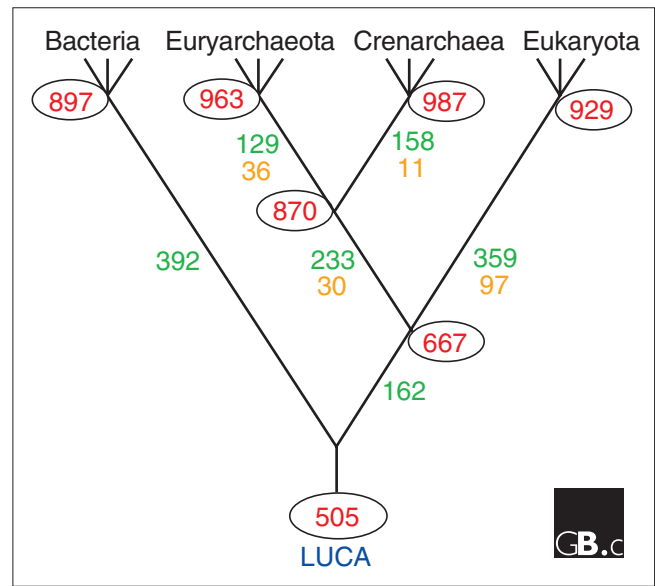 Bacteria Euryarchaeota Crenarchaea Eukaryota
897 963 987 929
129 158
36 11
870
392 233 359
30 97
667
162
505
LUCA
GB.c